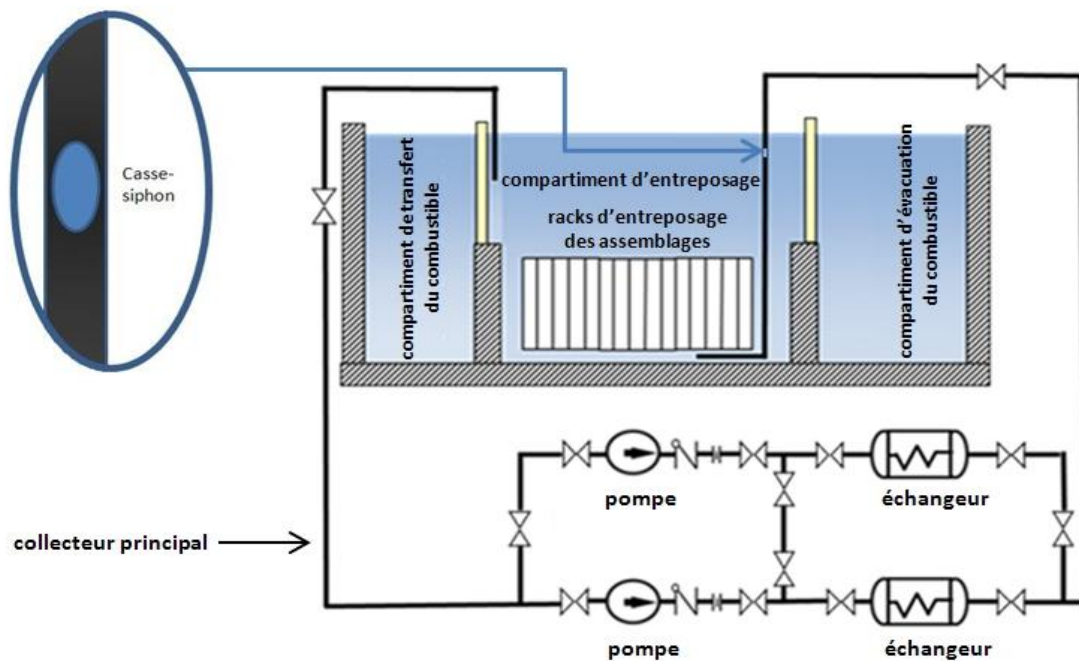 Casse-
siphon
compartiment de transfert
du combustible
compartiment d'entreposage
racks d'entreposage
des assemblages
compartiment d'évacuation
du combustible
pompe
échangeur
collecteur principal
pompe
échangeur